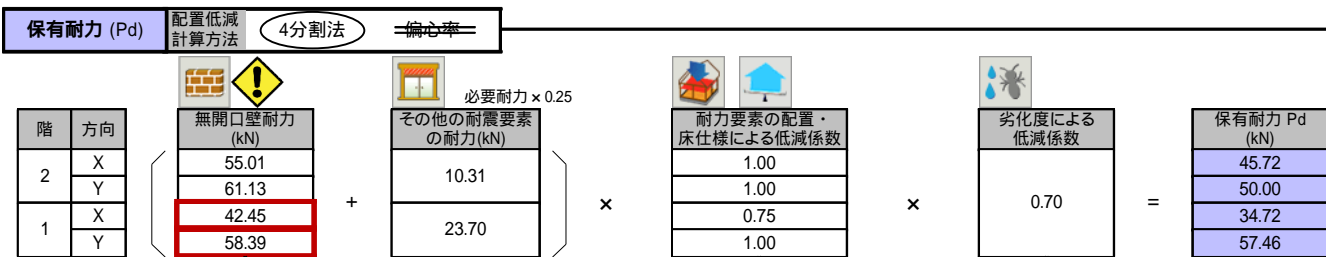 保有耐力 (Pd) 配置低減計算方法 4分割法 偏心率
必要耐力 × 0.25
階 方向 無開口壁耐力 (kN) その他の耐震要素の耐力(kN) 耐力要素の配置・床仕様による低減係数 劣化度による低減係数 保有耐力 Pd (kN)
2 X 55.01 10.31 1.00 0.70 45.72
Y 61.13 1.00 50.00
+ × × =
1 X 42.45 23.70 0.75 34.72
Y 58.39 1.00 57.46